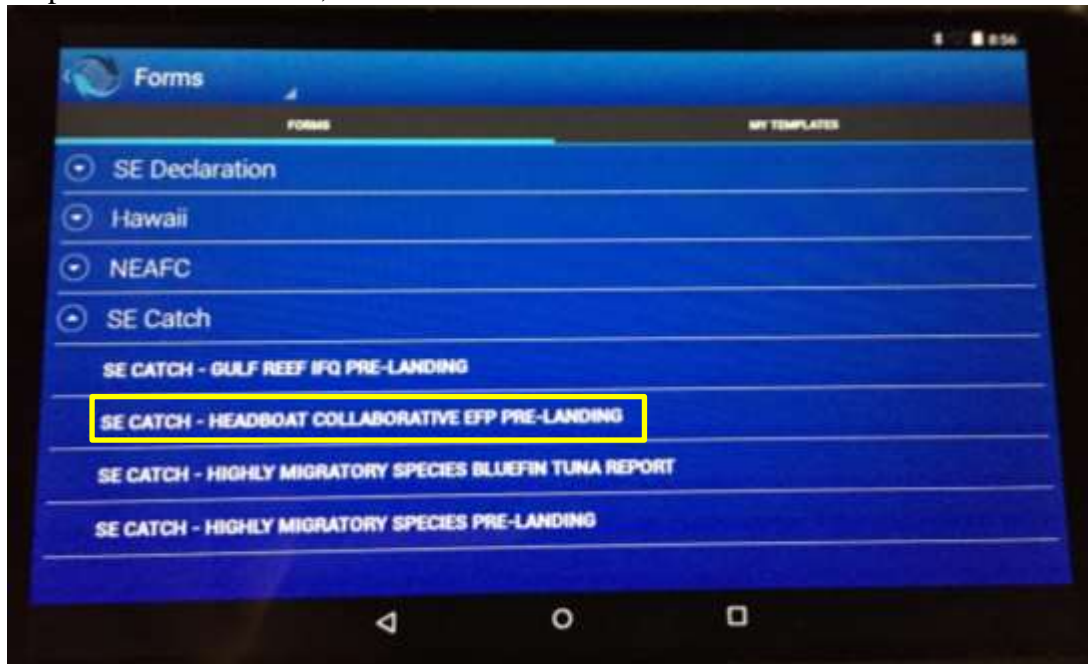 8:56
Forms
FORMS MY TEMPLATES
SE Declaration
Hawaii
NEAFC
SE Catch
SE CATCH - GULF REEF IFQ PRE-LANDING
SE CATCH - HEADBOAT COLLABORATIVE EFP PRE-LANDING
SE CATCH - HIGHLY MIGRATORY SPECIES BLUEFIN TUNA REPORT
SE CATCH - HIGHLY MIGRATORY SPECIES PRE-LANDING